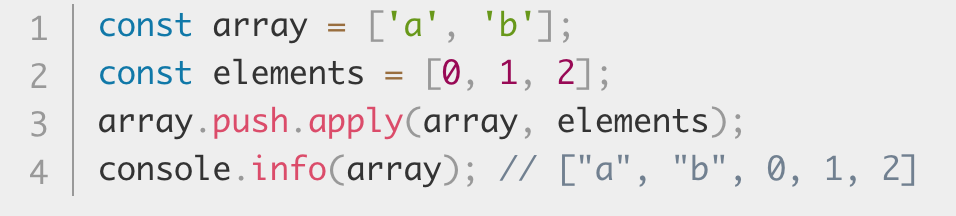 1 const array = ['a', 'b'];
2 const elements = [0, 1, 2];
3 array.push.apply(array, elements);
4 console.info(array); // ["a", "b", 0, 1, 2]